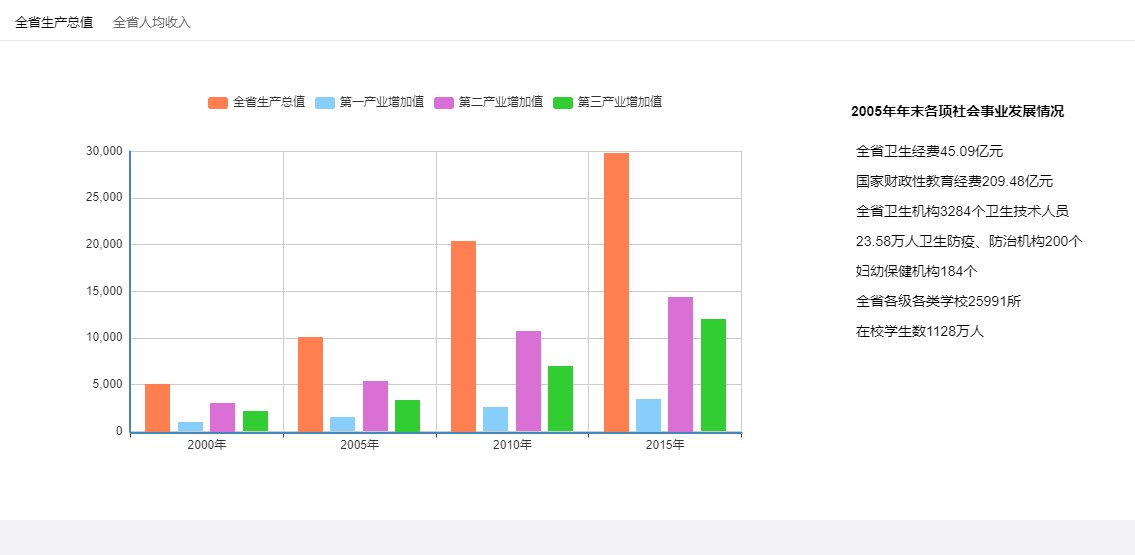 全省生产总值 全省人均收入
全省生产总值 第一产业增加值 第二产业增加值 第三产业增加值
30,000
25,000
20,000
15,000
10,000
5,000
0
2000年 2005年 2010年 2015年
2005年年末各项社会事业发展情况
全省卫生经费45.09亿元
国家财政性教育经费209.48亿元
全省卫生机构3284个卫生技术人员
23.58万人卫生防疫、防治机构200个
妇幼保健机构184个
全省各级各类学校25991所
在校学生数1128万人